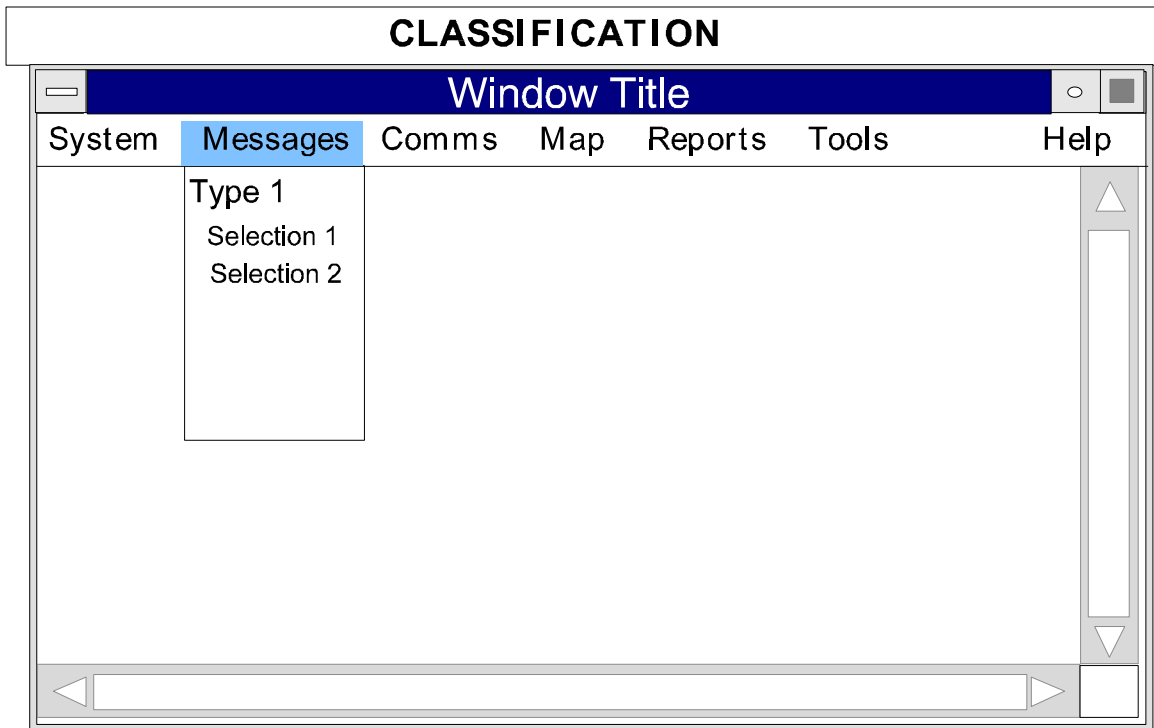 CLASSIFICATION
Window Title
System Messages Comms Map Reports Tools Help
Type 1
Selection 1
Selection 2